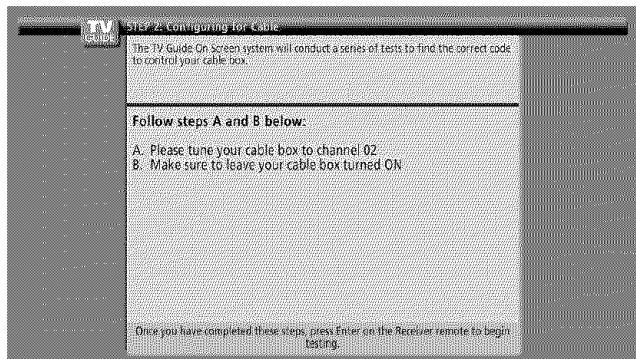 TV
GUIDE
STEP 2: Configuring for Cable
The TV Guide On Screen system will conduct a series of tests to find the correct code
to control your cable box.
Follow steps A and B below:
A. Please tune your cable box to channel 02
B. Make sure to leave your cable box turned ON
Once you have completed these steps, press Enter on the Receiver remote to begin
testing.